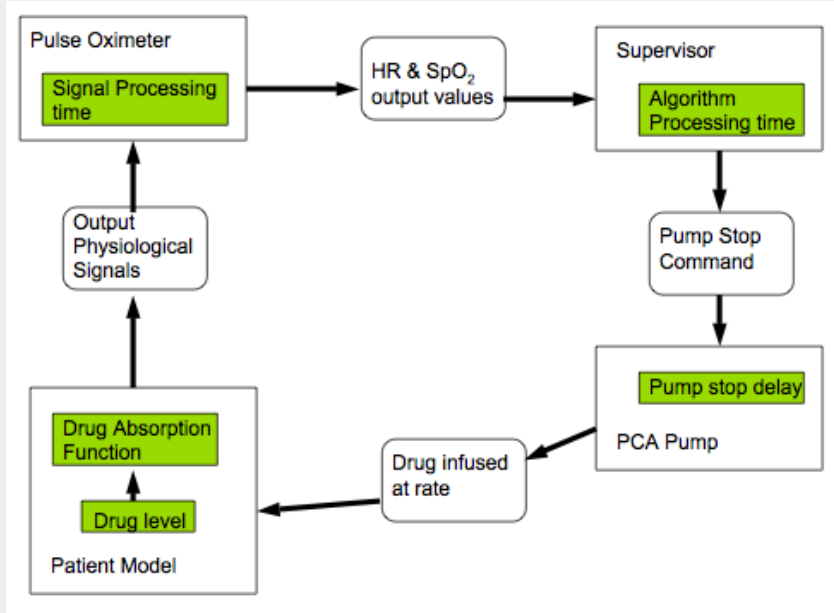 Pulse Oximeter
Signal Processing
time
HR & SpO₂
output values
Supervisor
Algorithm
Processing time
Output
Physiological
Signals
Pump Stop
Command
Pump stop delay
PCA Pump
Drug Absorption
Function
Drug level
Patient Model
Drug infused
at rate